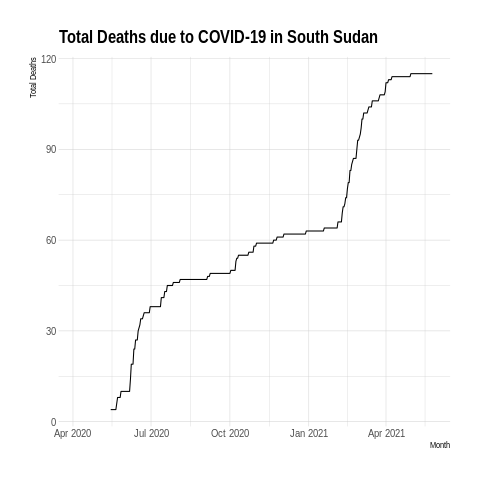 Total Deaths due to COVID-19 in South Sudan
Total Deaths
120
90
60
30
0
Apr 2020 Jul 2020 Oct 2020 Jan 2021 Apr 2021
Month